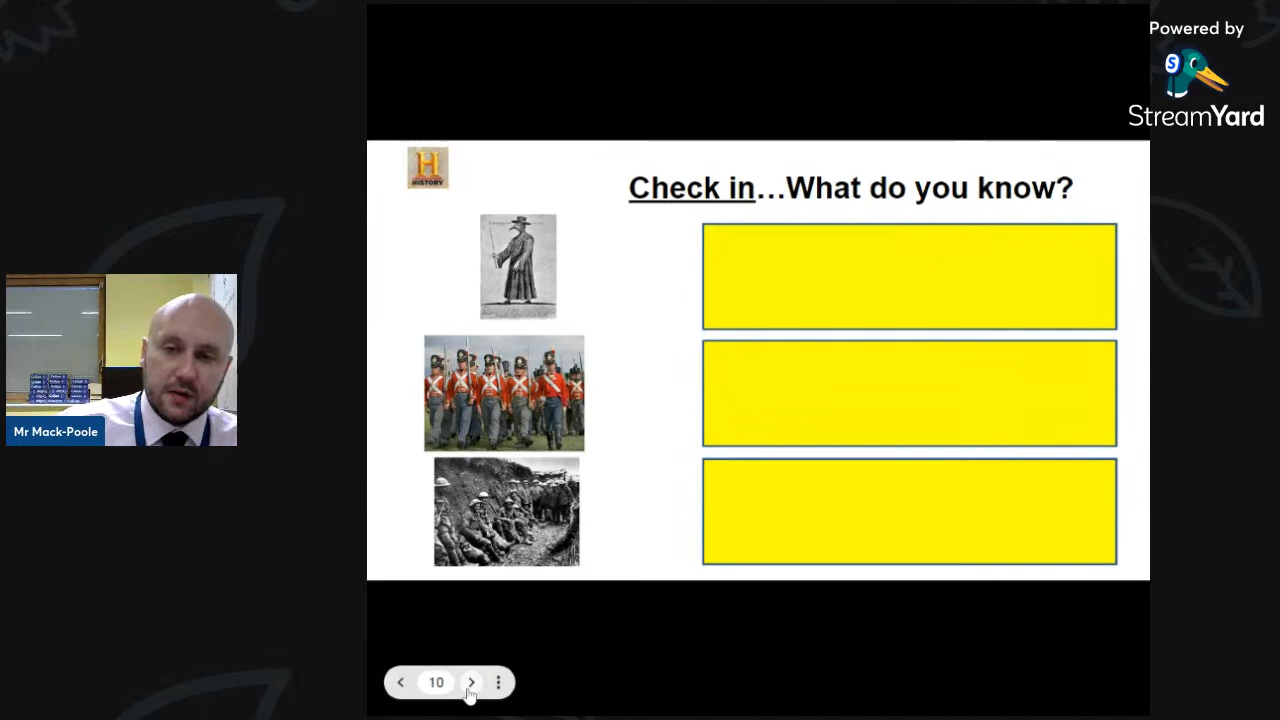 Powered by
StreamYard
HISTORY
Check in…What do you know?
Mr Mack-Poole
10